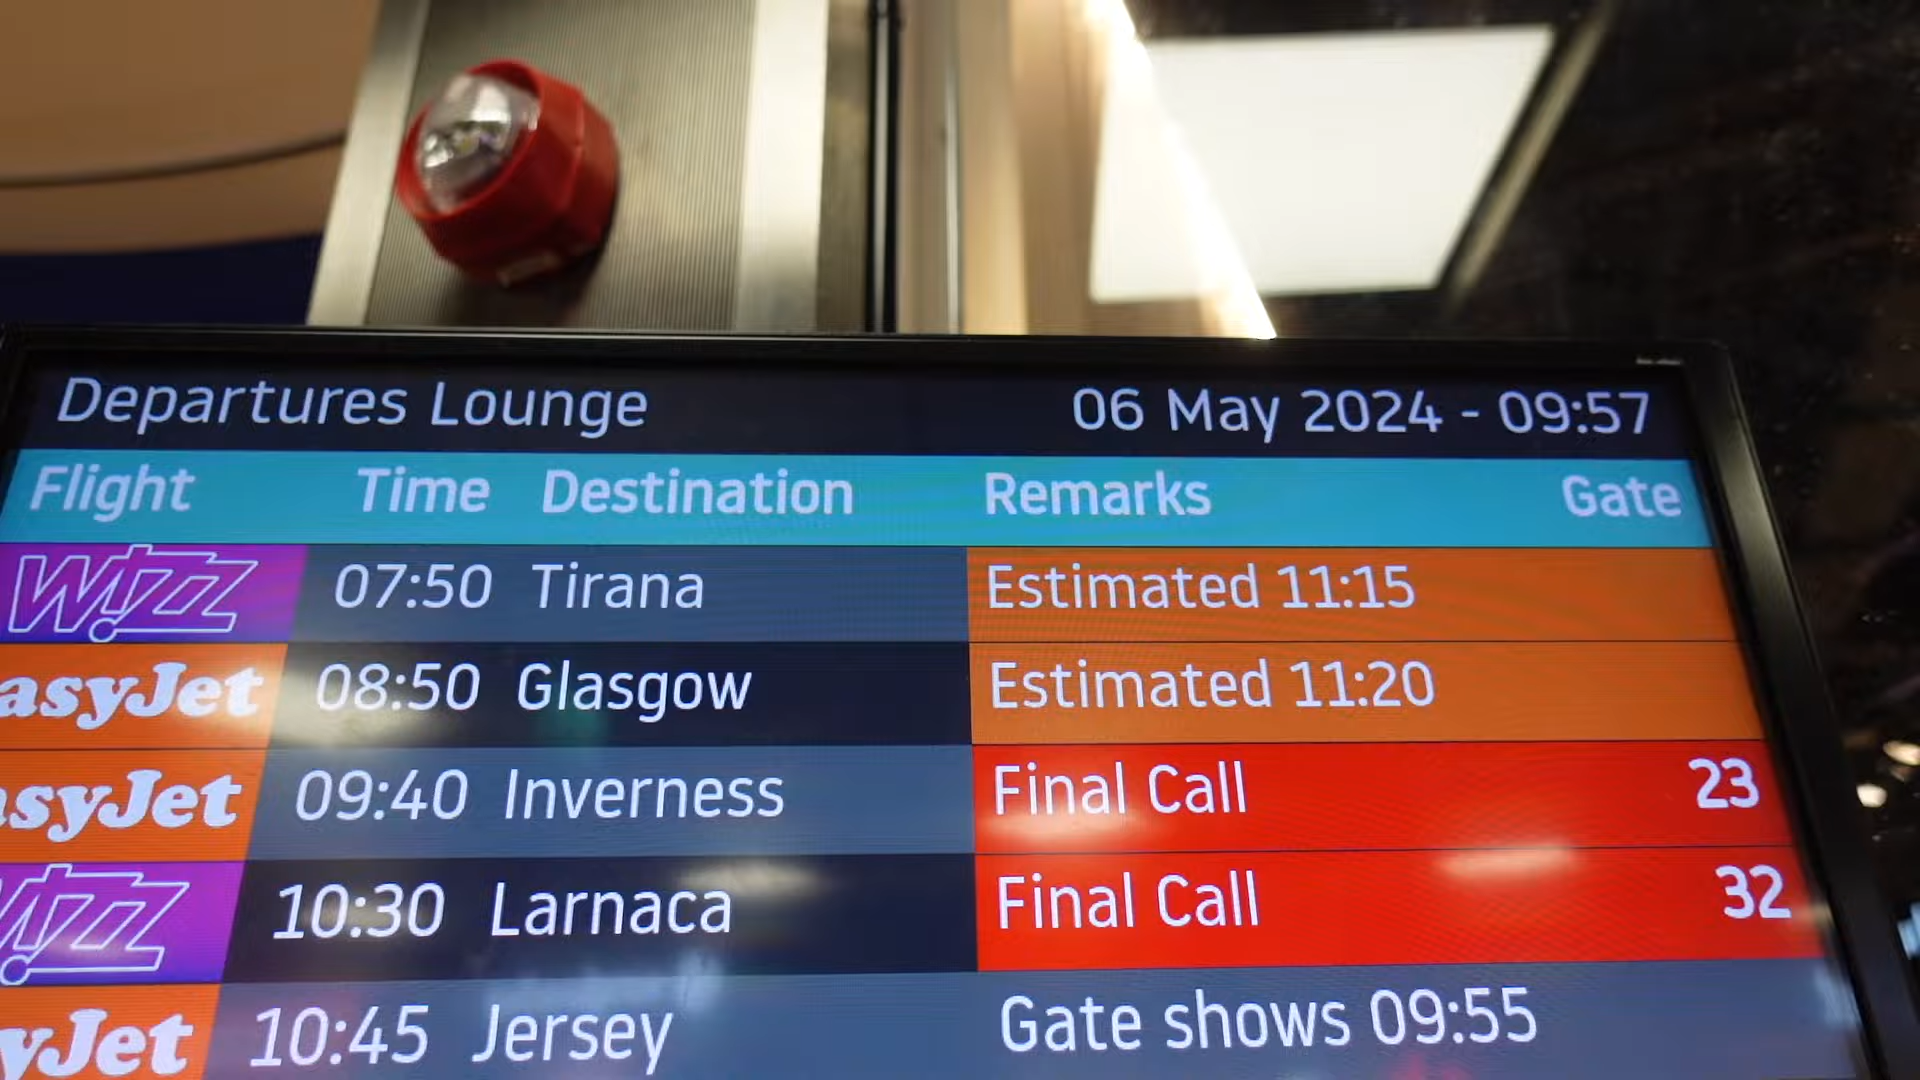 Departures Lounge 06 May 2024 - 09:57
Flight Time Destination Remarks Gate
Wizz 07:50 Tirana Estimated 11:15
asyJet 08:50 Glasgow Estimated 11:20
syJet 09:40 Inverness Final Call 23
Wizz 10:30 Larnaca Final Call 32
yJet 10:45 Jersey Gate shows 09:55